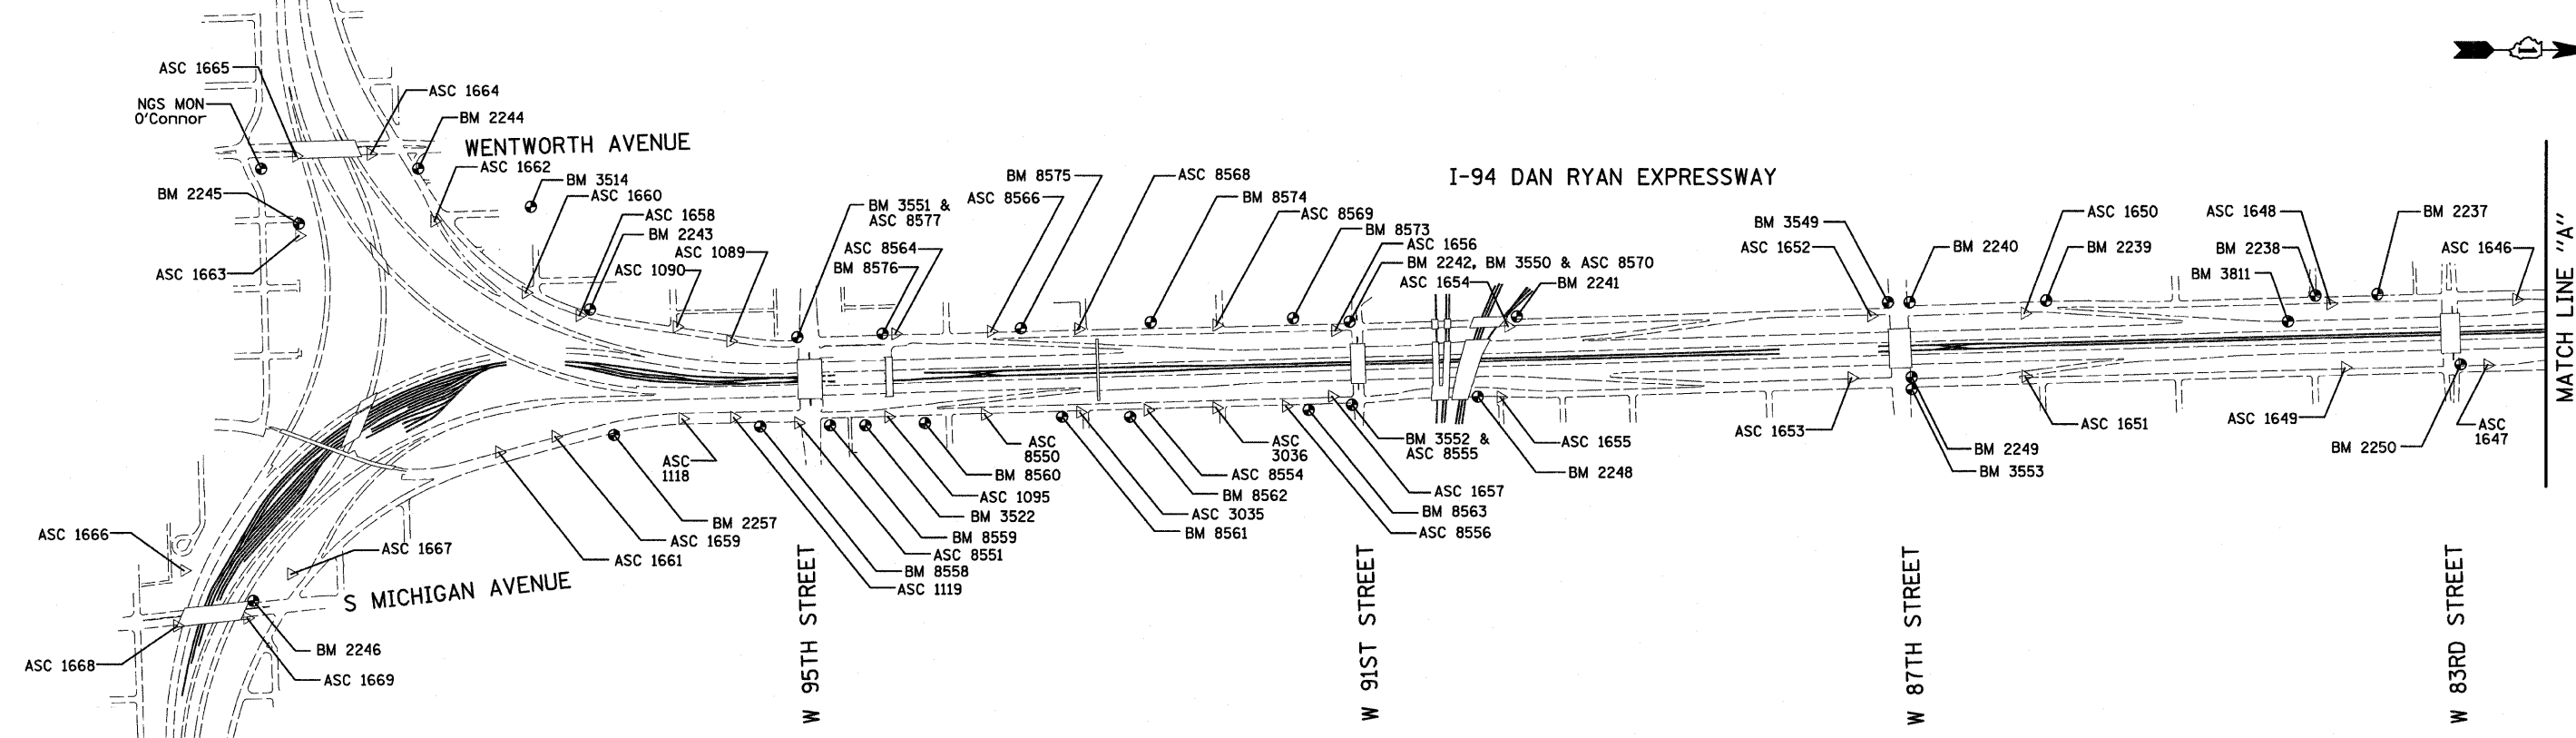 ASC 1665
ASC 1664
NGS MON
O'Connor
BM 2244
WENTWORTH AVENUE
ASC 1662
BM 3514
BM 2245
ASC 1660
ASC 1658
BM 2243
ASC 1089
ASC 1090
ASC 1663
BM 3551 &
ASC 8577
ASC 8564
BM 8576
BM 8575
ASC 8566
ASC 8568
BM 8574
ASC 8569
BM 8573
ASC 1656
BM 2242, BM 3550 & ASC 8570
ASC 1654
BM 2241
I-94 DAN RYAN EXPRESSWAY
BM 3549
ASC 1652
BM 2240
ASC 1650
BM 2239
ASC 1648
BM 2238
BM 3811
BM 2237
ASC 1646
MATCH LINE "A"
ASC 1666
ASC 1667
S MICHIGAN AVENUE
BM 2246
ASC 1668
ASC 1669
ASC
1118
BM 2257
ASC 1659
ASC 1661
ASC
8550
BM 8560
ASC 1095
BM 3522
BM 8559
ASC 8551
BM 8558
ASC 1119
ASC
3036
ASC 8554
BM 8562
ASC 3035
BM 8561
BM 3552 &
ASC 8555
ASC 1657
BM 8563
ASC 8556
ASC 1655
BM 2248
ASC 1653
BM 2249
BM 3553
ASC 1651
ASC 1649
BM 2250
ASC
1647
W 95TH STREET
W 91ST STREET
W 87TH STREET
W 83RD STREET